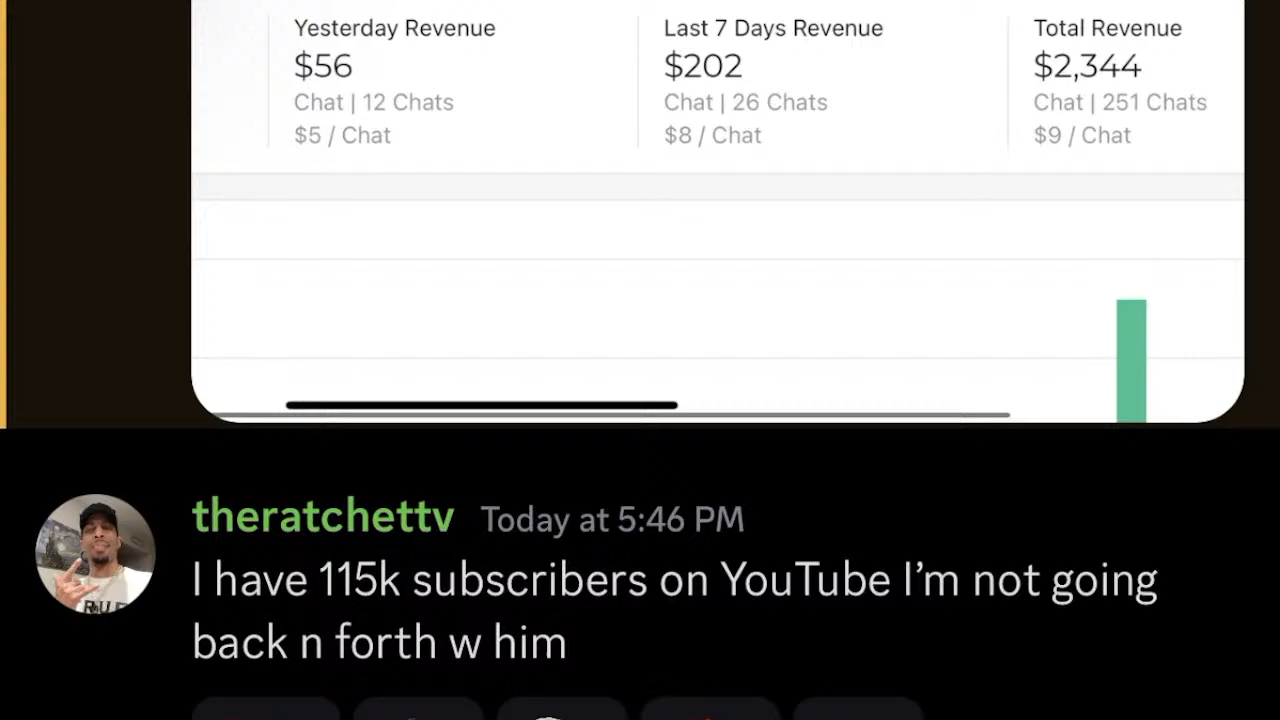 Yesterday Revenue Last 7 Days Revenue Total Revenue
$56 $202 $2,344
Chat | 12 Chats Chat | 26 Chats Chat | 251 Chats
$5 / Chat $8 / Chat $9 / Chat
theratchettv Today at 5:46 PM
I have 115k subscribers on YouTube I’m not going
back n forth w him